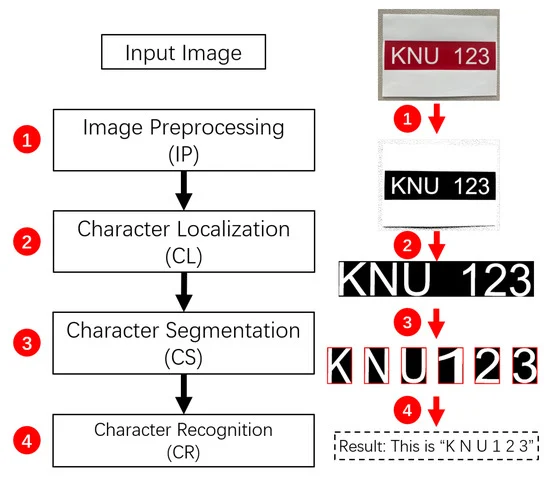 Input Image
1
Image Preprocessing
(IP)
2
Character Localization
(CL)
3
Character Segmentation
(CS)
4
Character Recognition
(CR)
KNU 123
1
KNU 123
2
KNU 123
3
K N U 1 2 3
4
Result: This is “K N U 1 2 3”